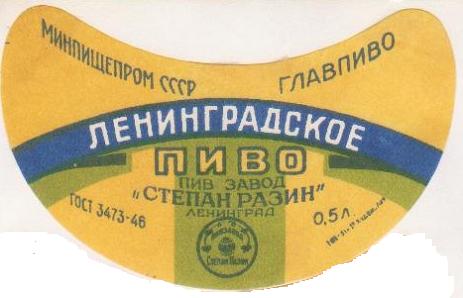 МИНПИЩЕПРОМ СССР
ГЛАВПИВО
ЛЕНИНГРАДСКОЕ
ПИВО
ПИВ ЗАВОД
„СТЕПАН РАЗИН"
ЛЕНИНГРАД
ГОСТ 3473-46
0,5 л.
СТЕПАН РАЗИН